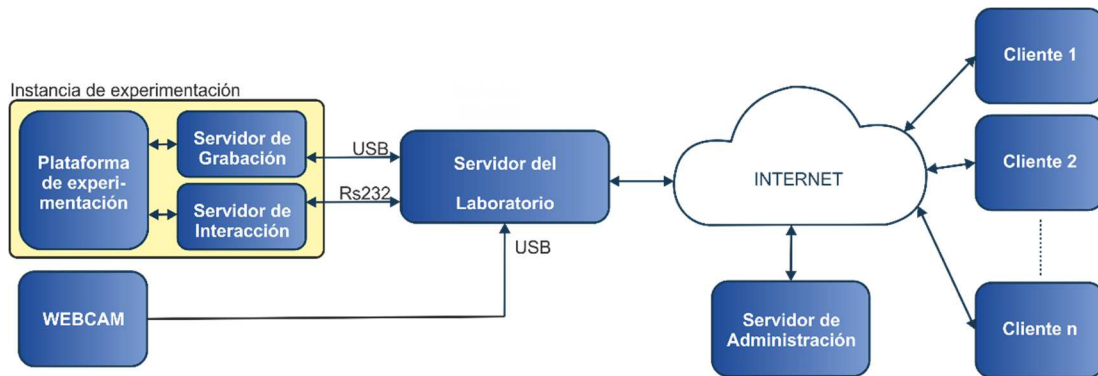 Instancia de experimentación
Plataforma
de experi-
mentación
Servidor de
Grabación
Servidor de
Interacción
USB
Rs232
Servidor del
Laboratorio
USB
WEBCAM
INTERNET
Servidor de
Administración
Cliente 1
Cliente 2
Cliente n